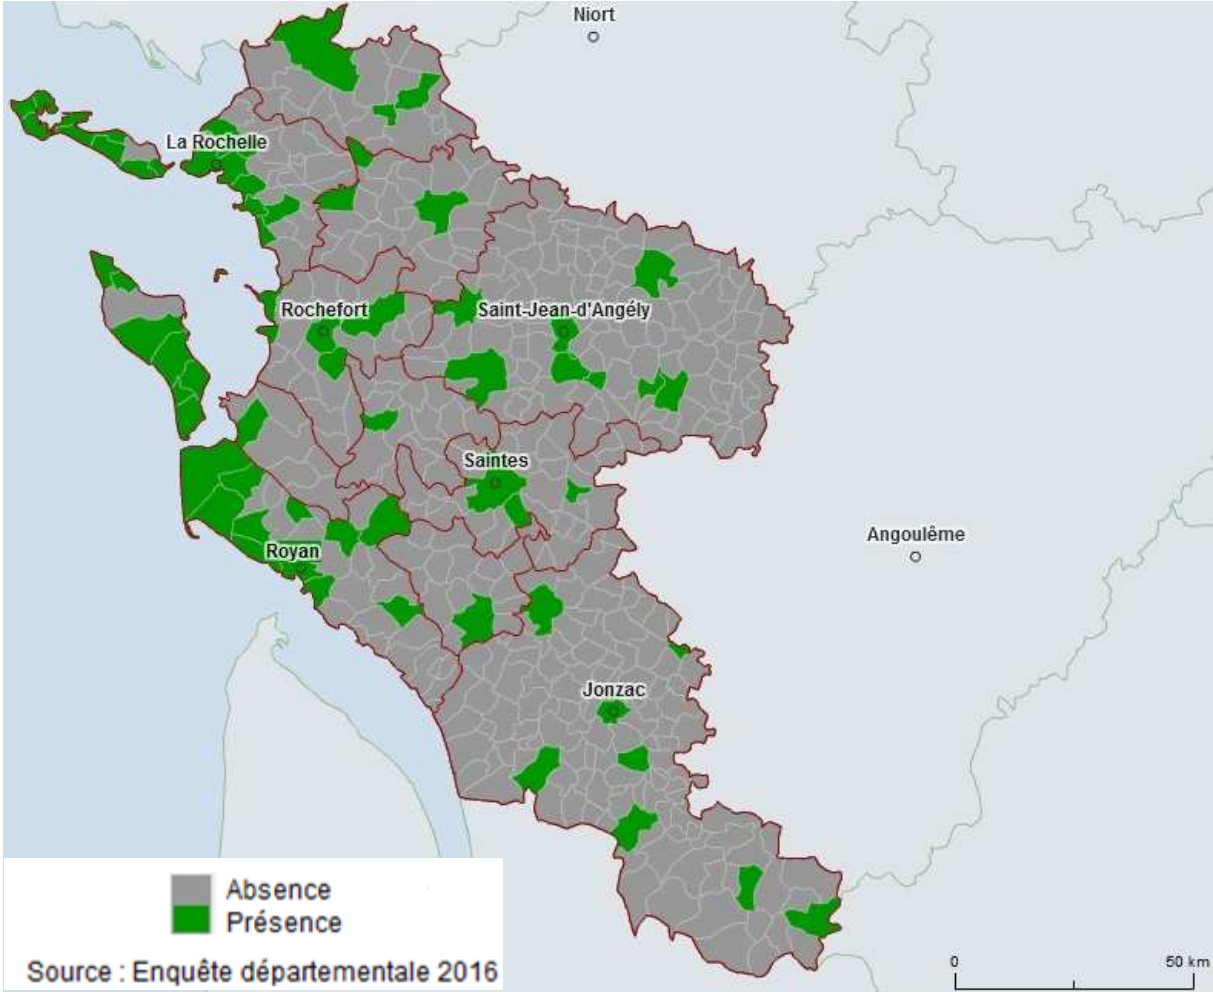 Niort
La Rochelle
Rochefort
Saint-Jean-d'Angély
Saintes
Angoulême
Royan
Jonzac
Absence
Présence
Source : Enquête départementale 2016
0 50 km